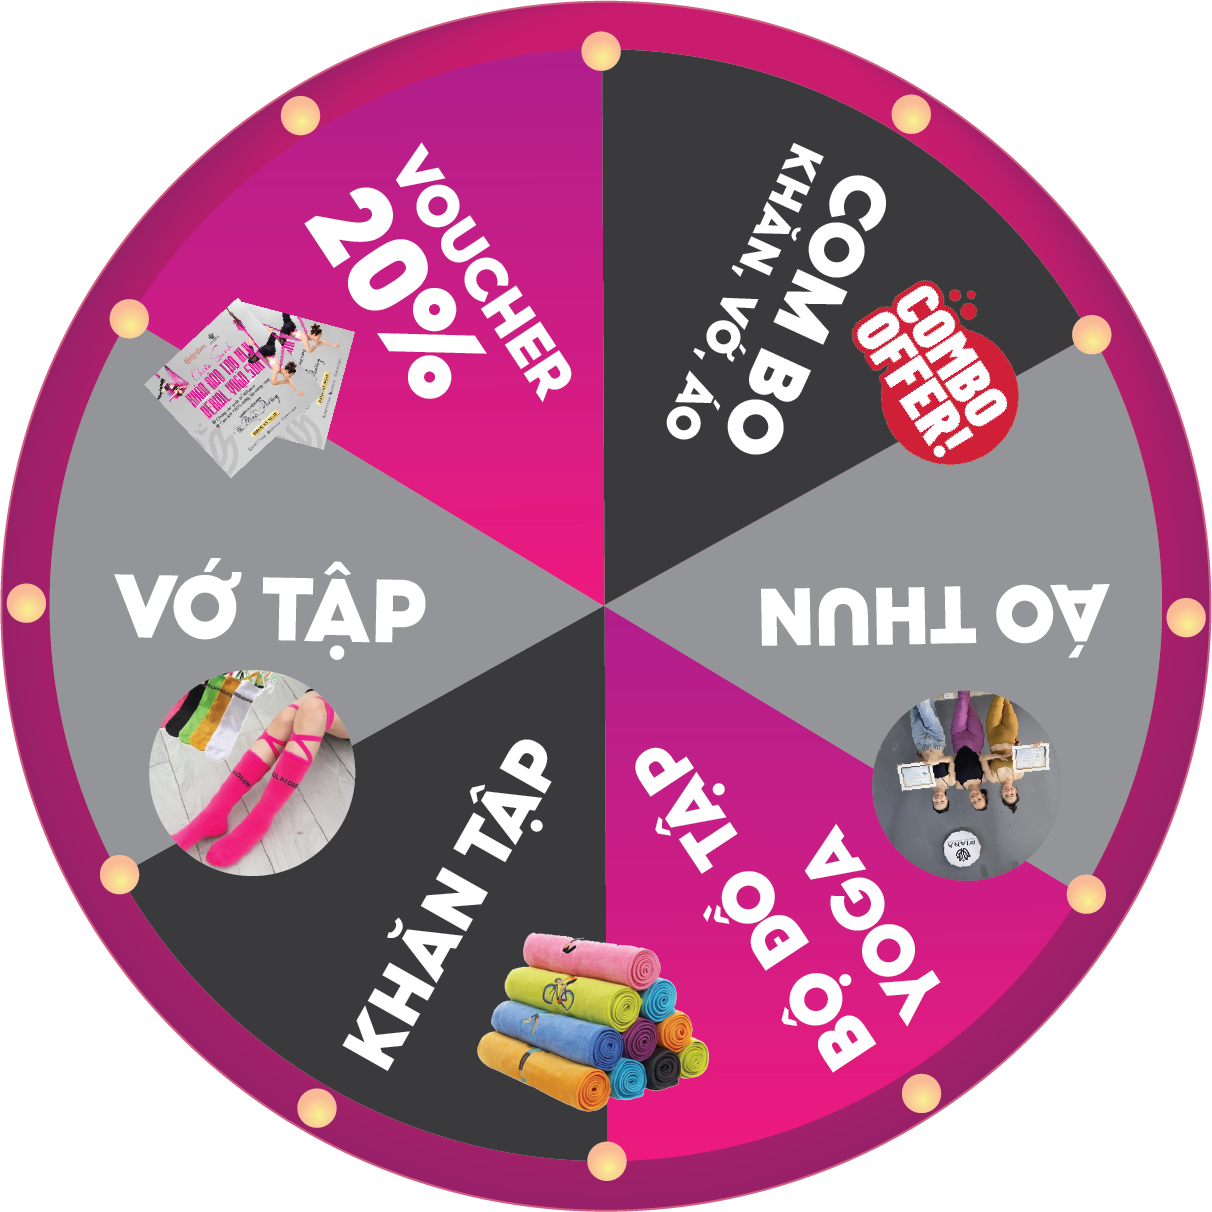 VOUCHER
20%
COM BO
KHĂN, VỚ, ÁO
COMBO
OFFER!
ÁO THUN
BỘ ĐỒ TẬP
YOGA
KHĂN TẬP
VỚ TẬP